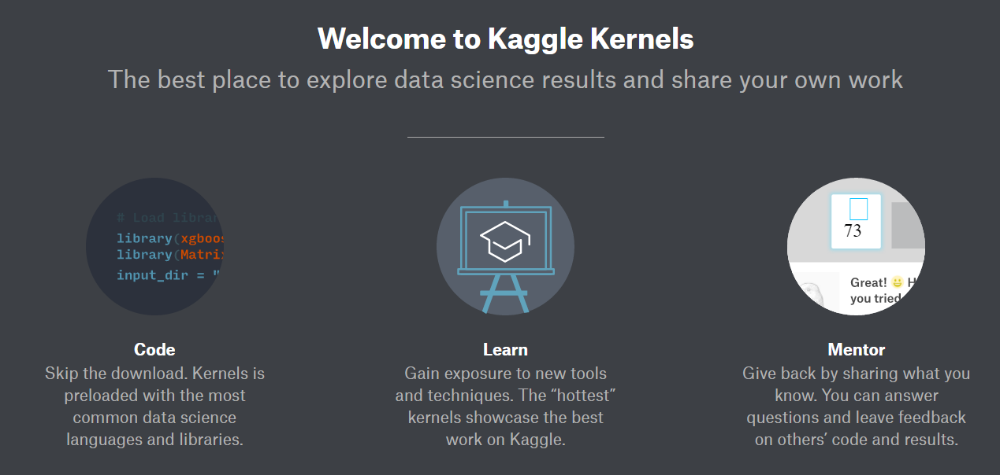 Welcome to Kaggle Kernels
The best place to explore data science results and share your own work
# Load librar
library(xgboos
library(Matri
input_dir = "
73
Great! 😀 H
you tried
Code
Skip the download. Kernels is
preloaded with the most
common data science
languages and libraries.
Learn
Gain exposure to new tools
and techniques. The “hottest”
kernels showcase the best
work on Kaggle.
Mentor
Give back by sharing what you
know. You can answer
questions and leave feedback
on others’ code and results.